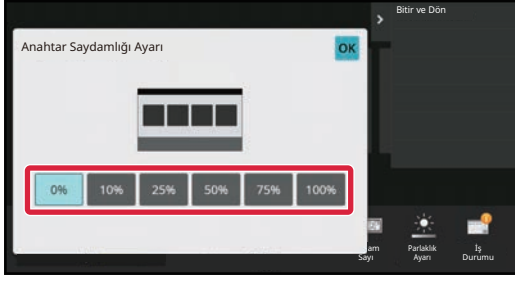 Bitir ve Dön
Anahtar Saydamlığı Ayarı
OK
0% 10% 25% 50% 75% 100%
Sayı
Parlaklık
Ayarı
İş
Durumu